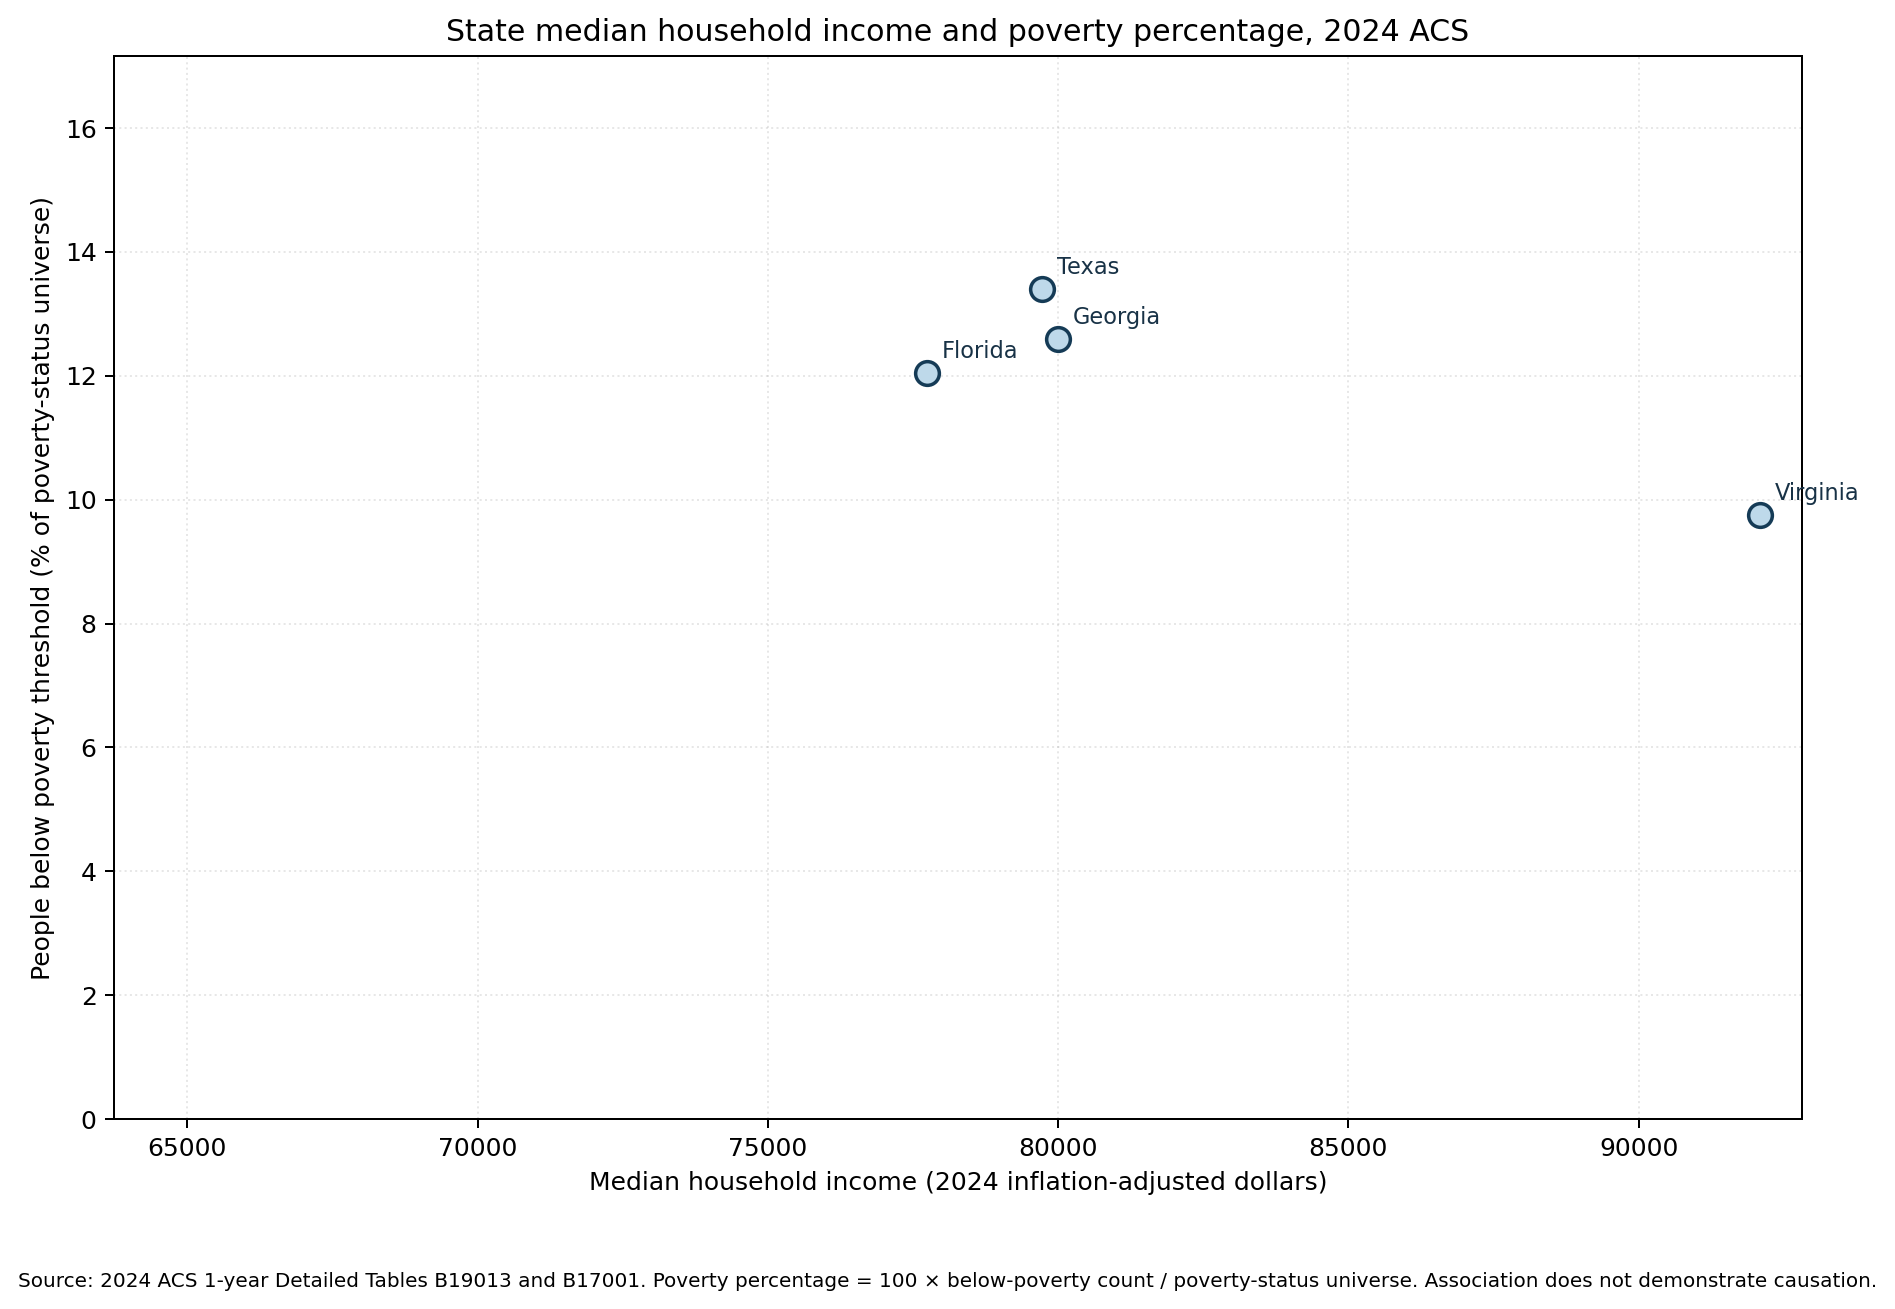 State median household income and poverty percentage, 2024 ACS
People below poverty threshold (% of poverty-status universe)
16
14
12
10
8
6
4
2
0
Texas
Georgia
Florida
Virginia
65000 70000 75000 80000 85000 90000
Median household income (2024 inflation-adjusted dollars)
Source: 2024 ACS 1-year Detailed Tables B19013 and B17001. Poverty percentage = 100 × below-poverty count / poverty-status universe. Association does not demonstrate causation.